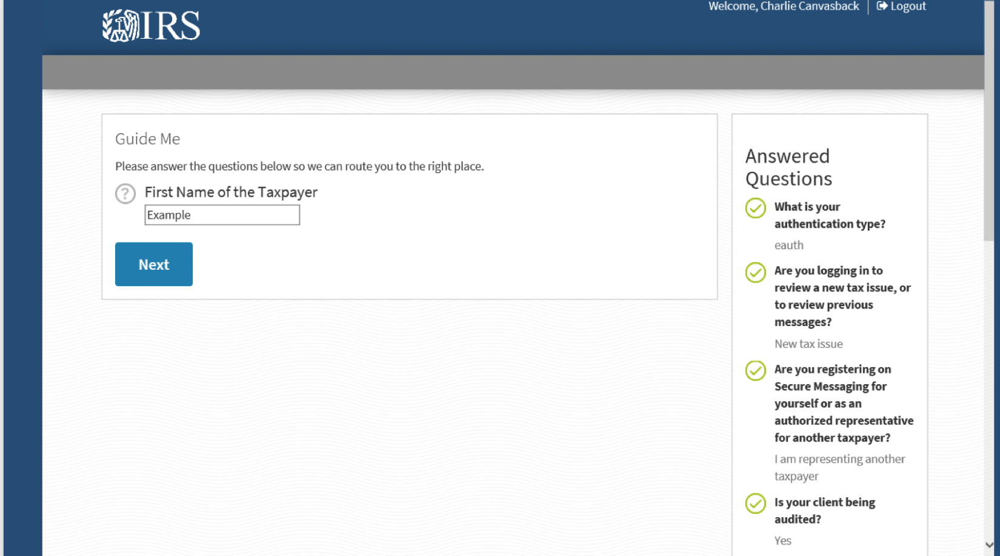 Welcome, Charlie Canvasback
Logout
IRS
Guide Me
Please answer the questions below so we can route you to the right place.
? First Name of the Taxpayer
Example
Next
Answered
Questions
What is your
authentication type?
eauth
Are you logging in to
review a new tax issue, or
to review previous
messages?
New tax issue
Are you registering on
Secure Messaging for
yourself or as an
authorized representative
for another taxpayer?
I am representing another
taxpayer
Is your client being
audited?
Yes